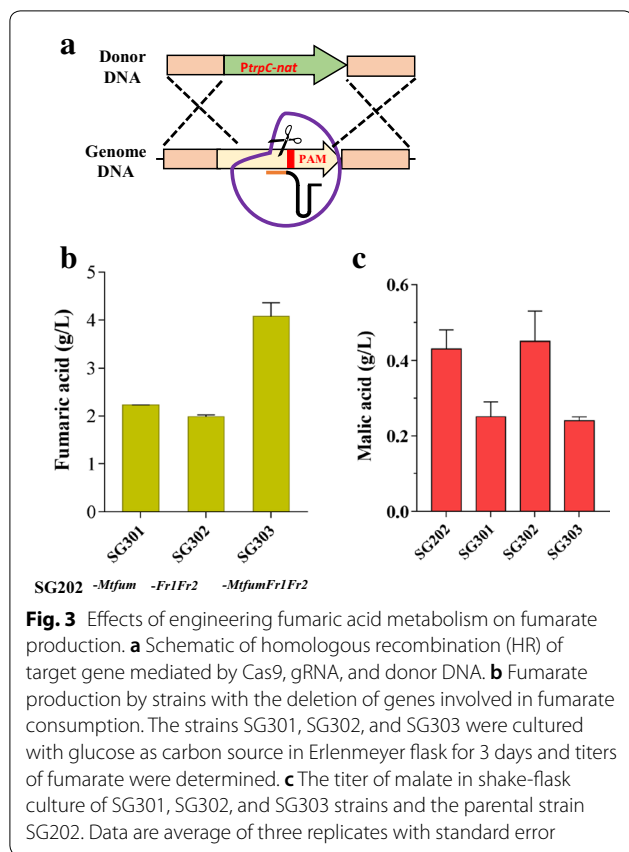 a
Donor
DNA
PtrpC-nat
Genome
DNA
PAM
b
Fumaric acid (g/L)
5
4
3
2
1
0
SG301
SG302
SG303
SG202 -Mtfum -Fr1Fr2 -MtfumFr1Fr2
c
Malic acid (g/L)
0.6
0.4
0.2
0.0
SG202
SG301
SG302
SG303
Fig. 3 Effects of engineering fumaric acid metabolism on fumarate
production. a Schematic of homologous recombination (HR) of
target gene mediated by Cas9, gRNA, and donor DNA. b Fumarate
production by strains with the deletion of genes involved in fumarate
consumption. The strains SG301, SG302, and SG303 were cultured
with glucose as carbon source in Erlenmeyer flask for 3 days and titers
of fumarate were determined. c The titer of malate in shake-flask
culture of SG301, SG302, and SG303 strains and the parental strain
SG202. Data are average of three replicates with standard error